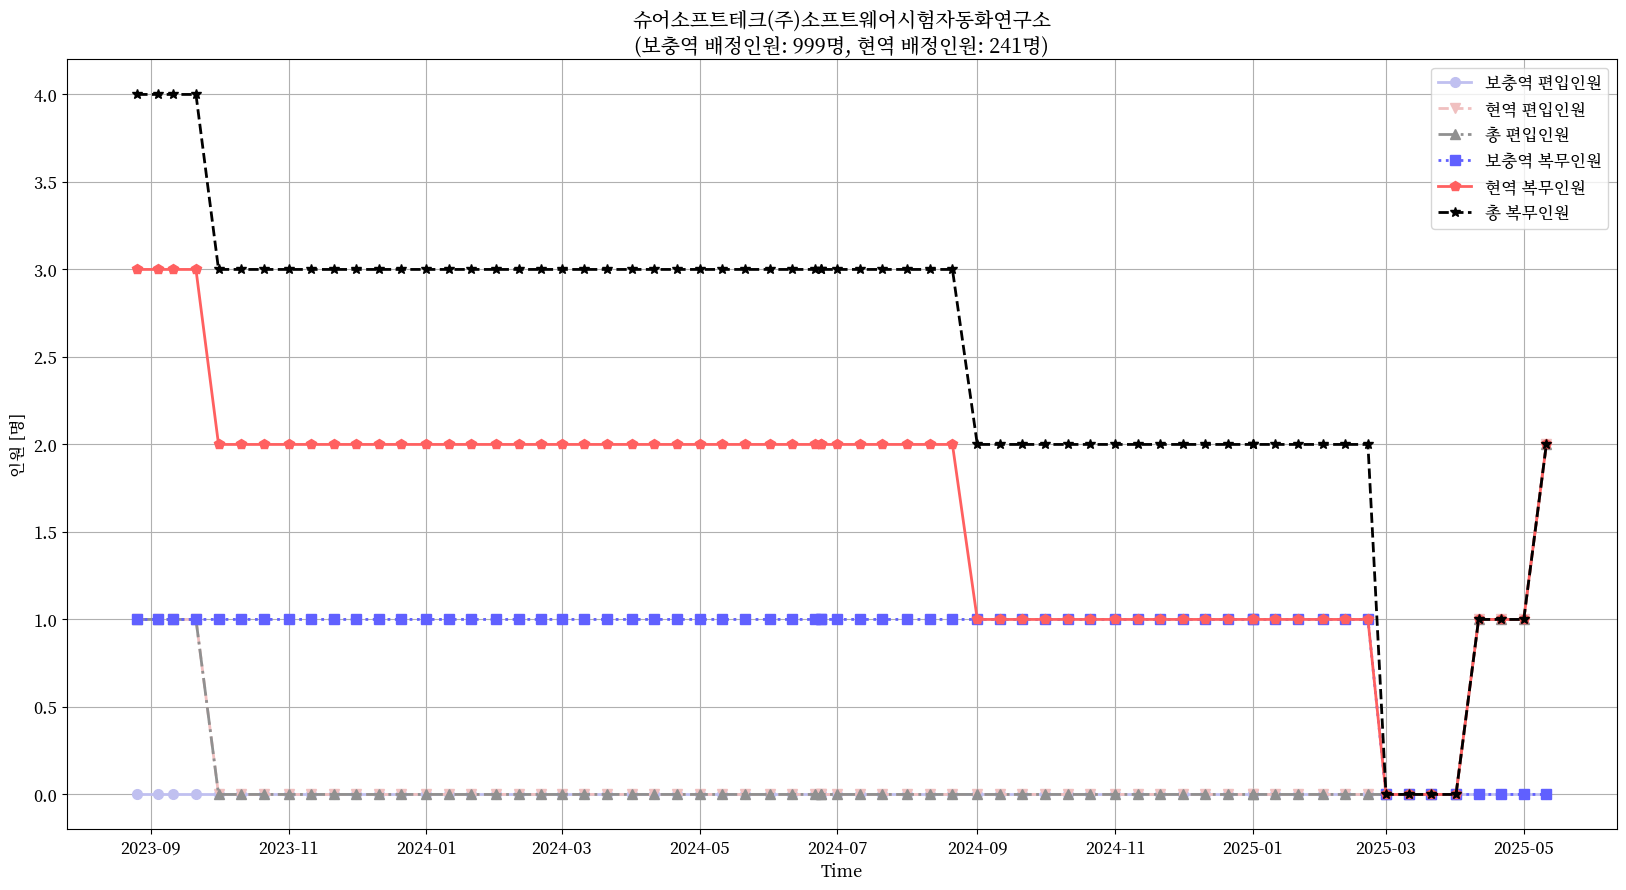 슈어소프트테크(주)소프트웨어시험자동화연구소
(보충역 배정인원: 999명, 현역 배정인원: 241명)
보충역 편입인원
현역 편입인원
총 편입인원
보충역 복무인원
현역 복무인원
총 복무인원
인원 [명]
4.0
3.5
3.0
2.5
2.0
1.5
1.0
0.5
0.0
2023-09
2023-11
2024-01
2024-03
2024-05
2024-07
2024-09
2024-11
2025-01
2025-03
2025-05
Time